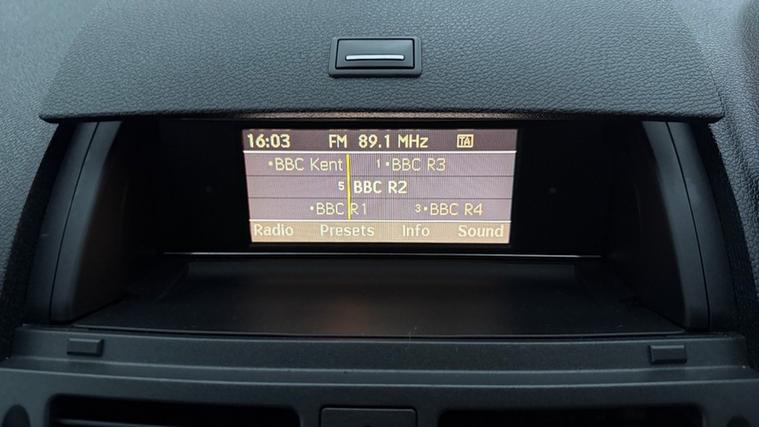 16:03 FM 89.1 MHz TA
•BBC Kent 1•BBC R3
5 BBC R2
•BBC R1 3•BBC R4
Radio Presets Info Sound